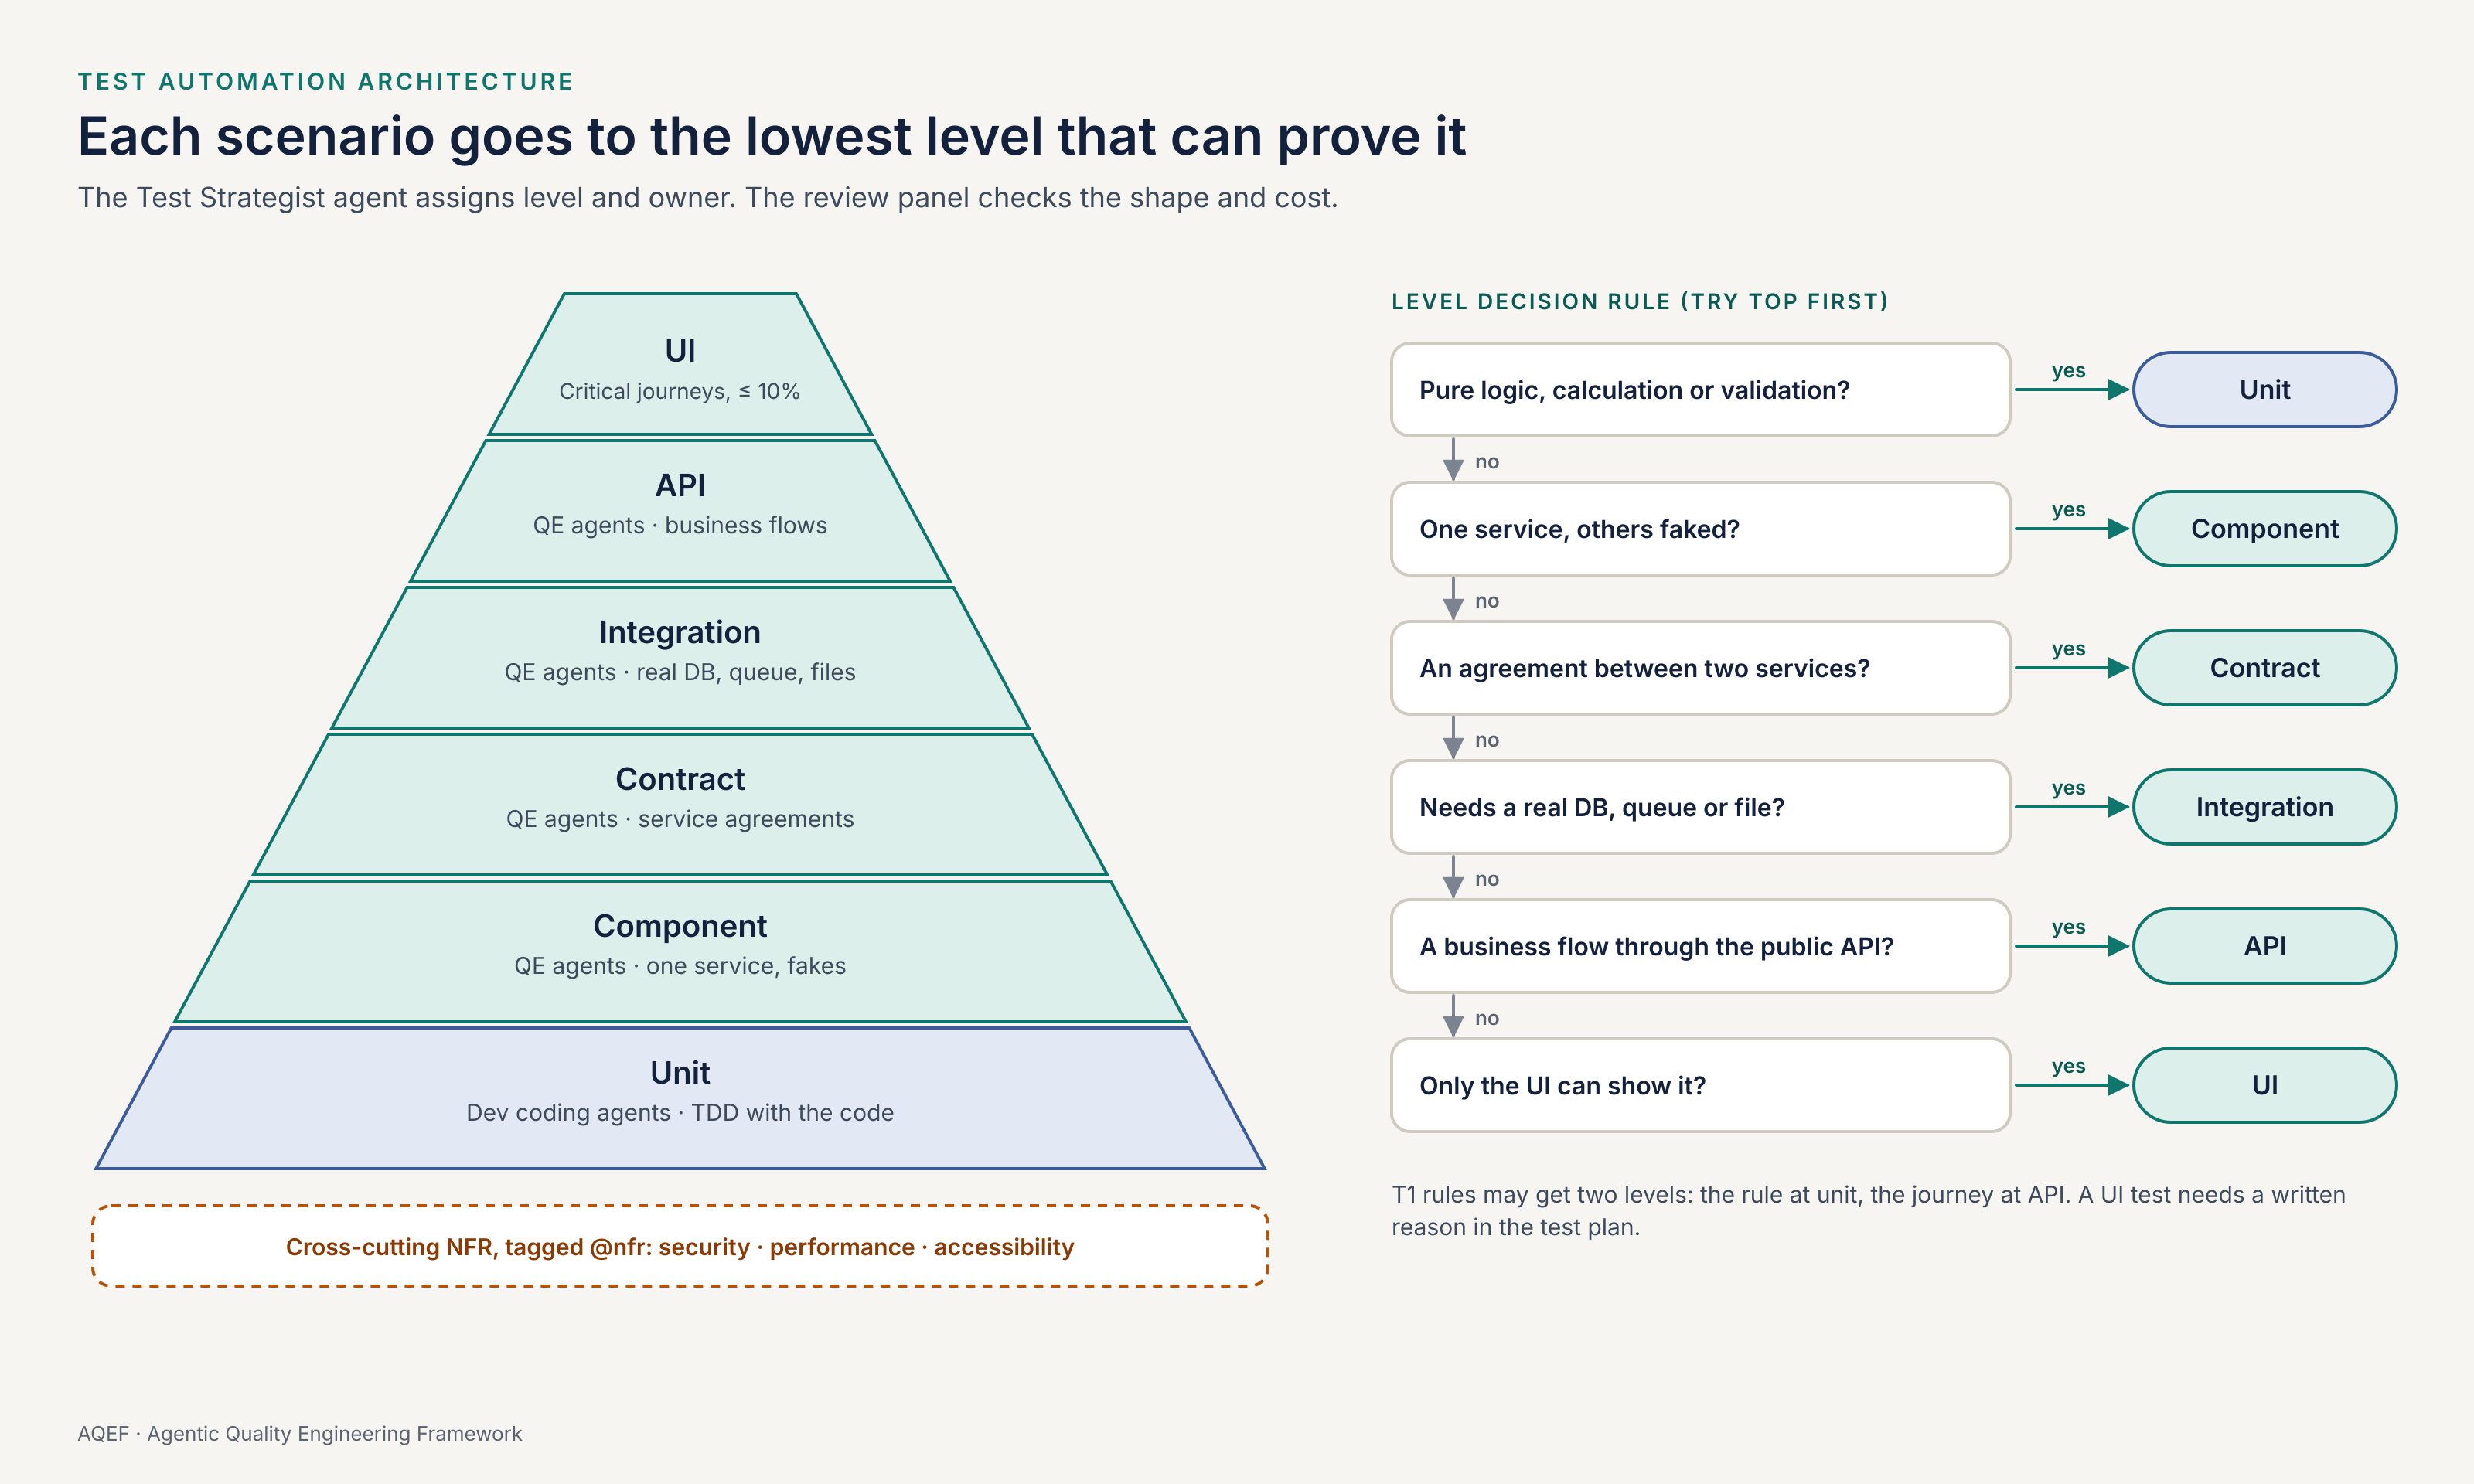 TEST AUTOMATION ARCHITECTURE
Each scenario goes to the lowest level that can prove it
The Test Strategist agent assigns level and owner. The review panel checks the shape and cost.
UI
Critical journeys, ≤ 10%
API
QE agents · business flows
Integration
QE agents · real DB, queue, files
Contract
QE agents · service agreements
Component
QE agents · one service, fakes
Unit
Dev coding agents · TDD with the code
Cross-cutting NFR, tagged @nfr: security · performance · accessibility
LEVEL DECISION RULE (TRY TOP FIRST)
Pure logic, calculation or validation?
yes
Unit
no
One service, others faked?
yes
Component
no
An agreement between two services?
yes
Contract
no
Needs a real DB, queue or file?
yes
Integration
no
A business flow through the public API?
yes
API
no
Only the UI can show it?
yes
UI
T1 rules may get two levels: the rule at unit, the journey at API. A UI test needs a written
reason in the test plan.
AQEF · Agentic Quality Engineering Framework